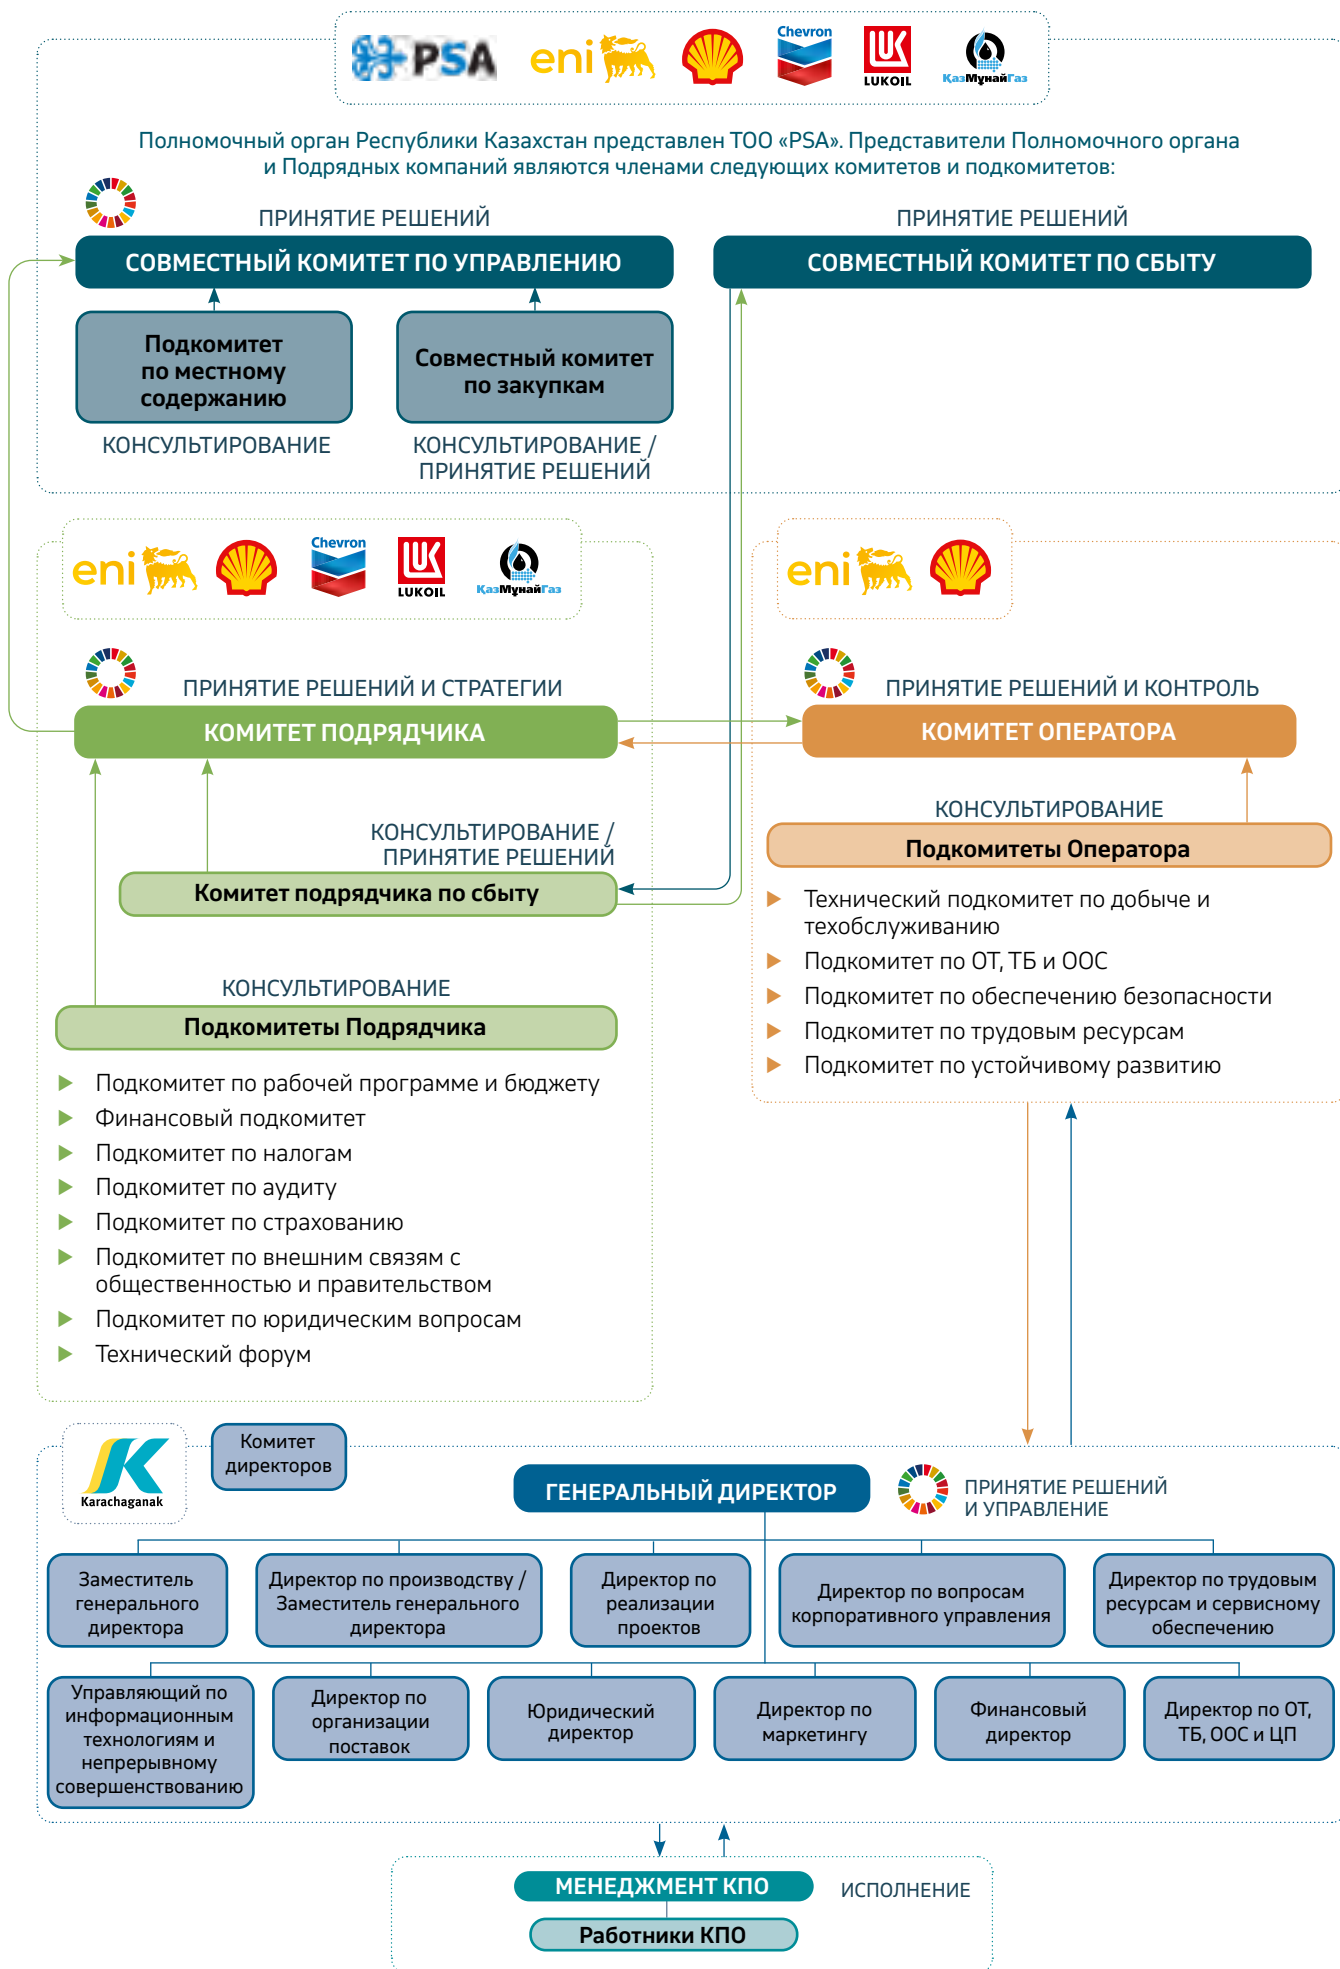 PSA
eni
Chevron
LUKOIL
ҚазМұнайГаз
Полномочный орган Республики Казахстан представлен ТОО «PSA». Представители Полномочного органа
и Подрядных компаний являются членами следующих комитетов и подкомитетов:
ПРИНЯТИЕ РЕШЕНИЙ
СОВМЕСТНЫЙ КОМИТЕТ ПО УПРАВЛЕНИЮ
ПРИНЯТИЕ РЕШЕНИЙ
СОВМЕСТНЫЙ КОМИТЕТ ПО СБЫТУ
Подкомитет
по местному
содержанию
КОНСУЛЬТИРОВАНИЕ
Совместный комитет
по закупкам
КОНСУЛЬТИРОВАНИЕ /
ПРИНЯТИЕ РЕШЕНИЙ
eni
Chevron
LUKOIL
ҚазМұнайГаз
ПРИНЯТИЕ РЕШЕНИЙ И СТРАТЕГИИ
КОМИТЕТ ПОДРЯДЧИКА
КОНСУЛЬТИРОВАНИЕ /
ПРИНЯТИЕ РЕШЕНИЙ
Комитет подрядчика по сбыту
КОНСУЛЬТИРОВАНИЕ
Подкомитеты Подрядчика
Подкомитет по рабочей программе и бюджету
Финансовый подкомитет
Подкомитет по налогам
Подкомитет по аудиту
Подкомитет по страхованию
Подкомитет по внешним связям с
общественностью и правительством
Подкомитет по юридическим вопросам
Технический форум
eni
ПРИНЯТИЕ РЕШЕНИЙ И КОНТРОЛЬ
КОМИТЕТ ОПЕРАТОРА
КОНСУЛЬТИРОВАНИЕ
Подкомитеты Оператора
Технический подкомитет по добыче и
техобслуживанию
Подкомитет по ОТ, ТБ и ООС
Подкомитет по обеспечению безопасности
Подкомитет по трудовым ресурсам
Подкомитет по устойчивому развитию
Karachaganak
Комитет
директоров
ГЕНЕРАЛЬНЫЙ ДИРЕКТОР
ПРИНЯТИЕ РЕШЕНИЙ
И УПРАВЛЕНИЕ
Заместитель
генерального
директора
Директор по производству /
Заместитель генерального
директора
Директор по
реализации
проектов
Директор по вопросам
корпоративного управления
Директор по трудовым
ресурсам и сервисному
обеспечению
Управляющий по
информационным
технологиям и
непрерывному
совершенствованию
Директор по
организации
поставок
Юридический
директор
Директор по
маркетингу
Финансовый
директор
Директор по ОТ,
ТБ, ООС и ЦП
МЕНЕДЖМЕНТ КПО
ИСПОЛНЕНИЕ
Работники КПО